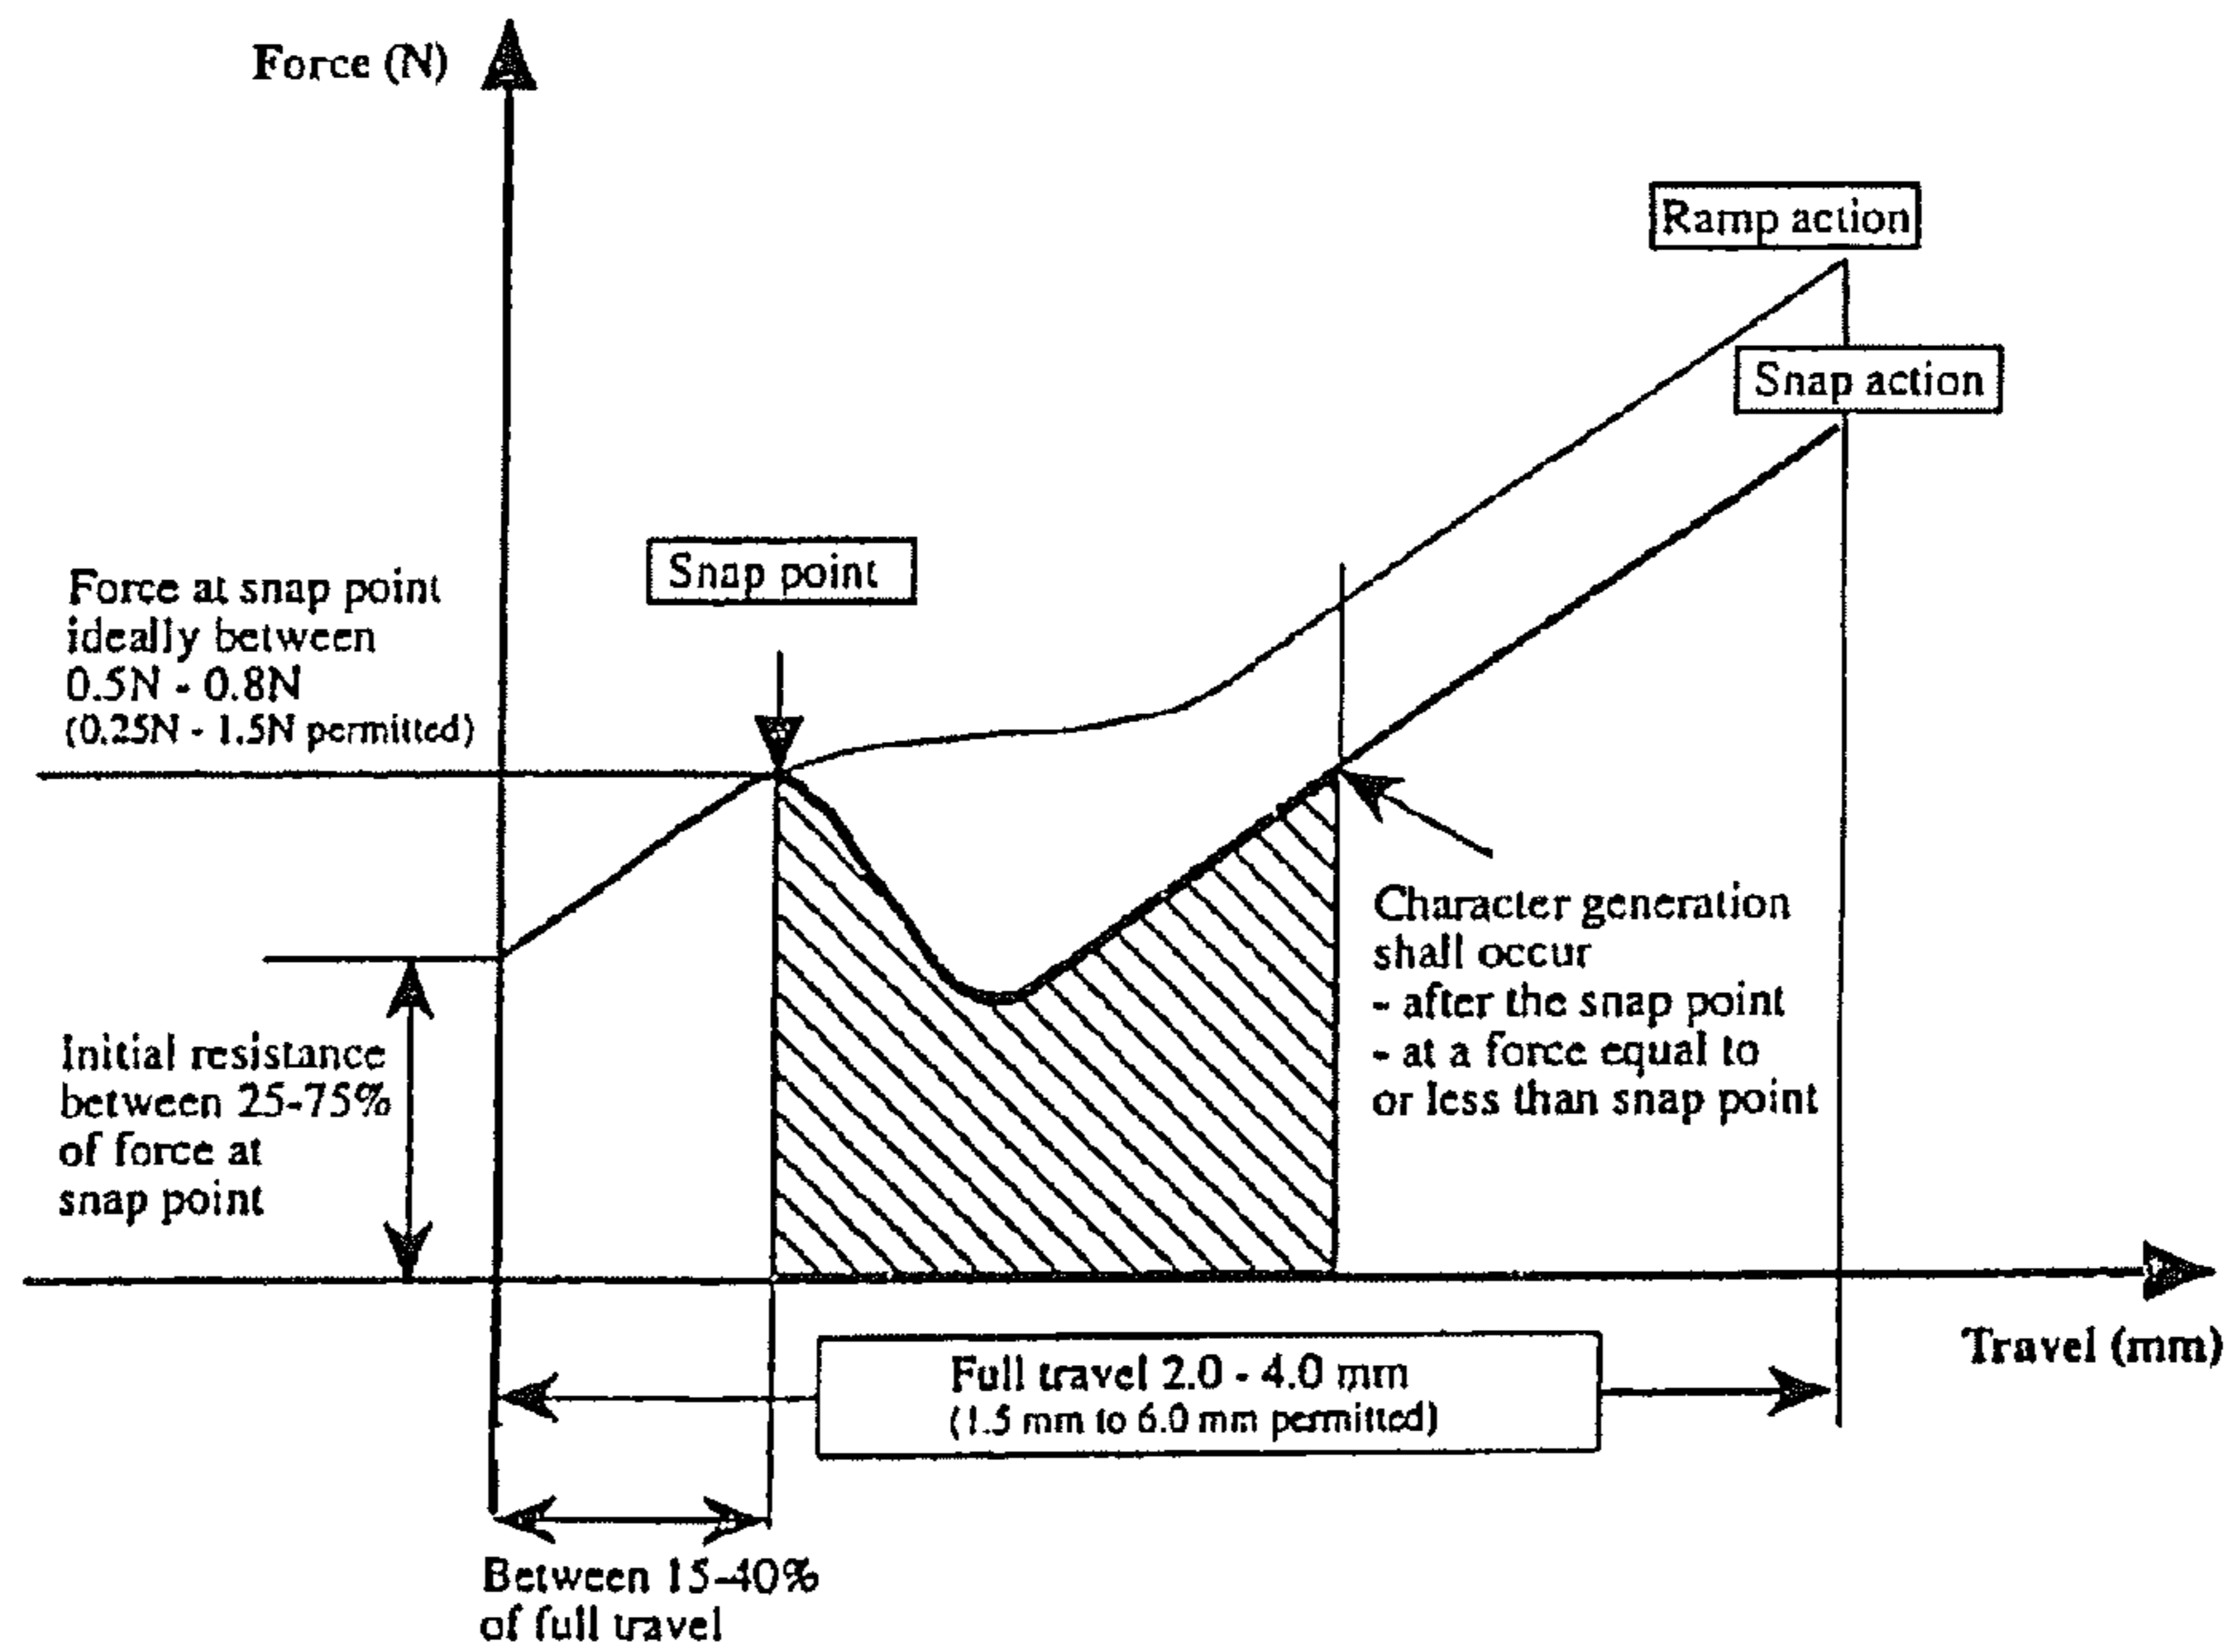 Force (N)
Ramp action
Snap action
Snap point
Force at snap point
ideally between
0.5N - 0.8N
(0.25N - 1.5N permitted)
Character generation
shall occur
- after the snap point
- at a force equal to
or less than snap point
Initial resistance
between 25-75%
of force at
snap point
Travel (mm)
Full travel 2.0 - 4.0 mm
(1.5 mm to 6.0 mm permitted)
Between 15-40%
of full travel